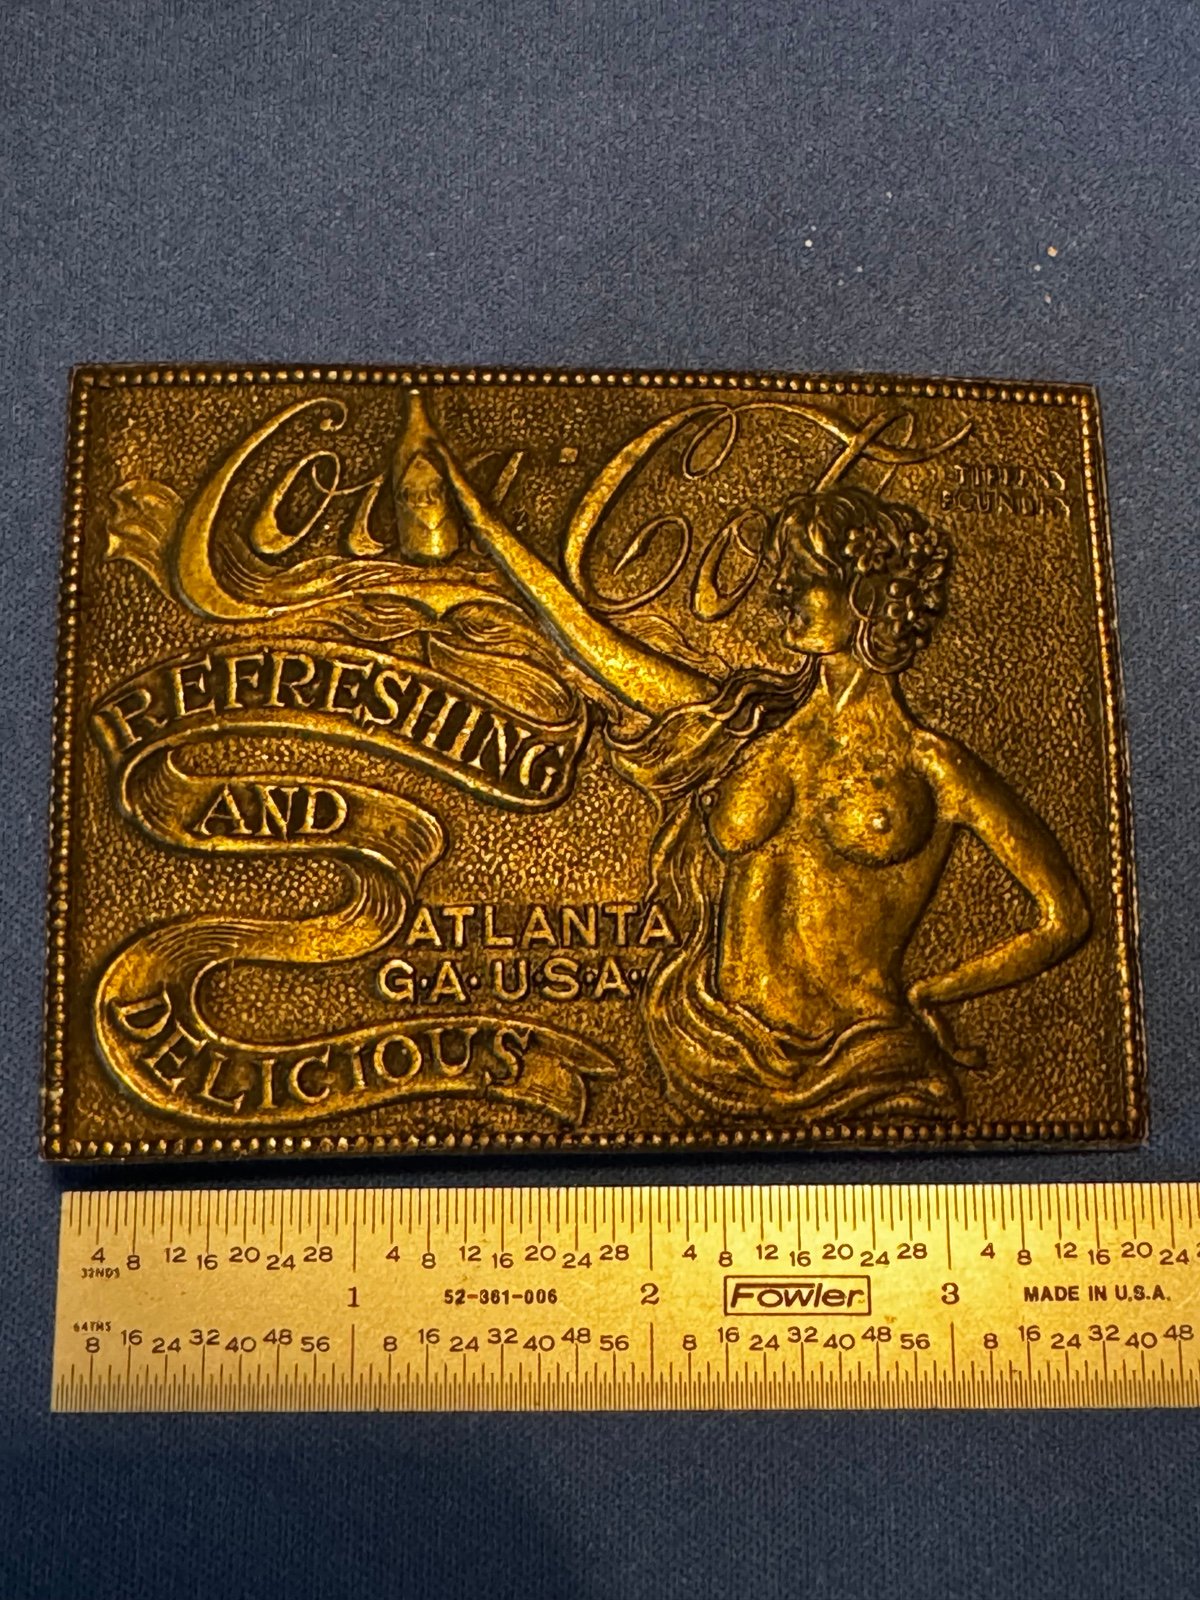 Coca-Cola
TIFFANY
FOUNDRY
REFRESHING
AND
DELICIOUS
ATLANTA
G·A·U·S·A·
4 8 12 16 20 24 28 4 8 12 16 20 24 28 4 8 12 16 20 24 28 4 8 12 16 20 24
32NDS
1 52-361-006 2 Fowler 3 MADE IN U.S.A.
64THS
8 16 24 32 40 48 56 8 16 24 32 40 48 56 8 16 24 32 40 48 56 8 16 24 32 40 48